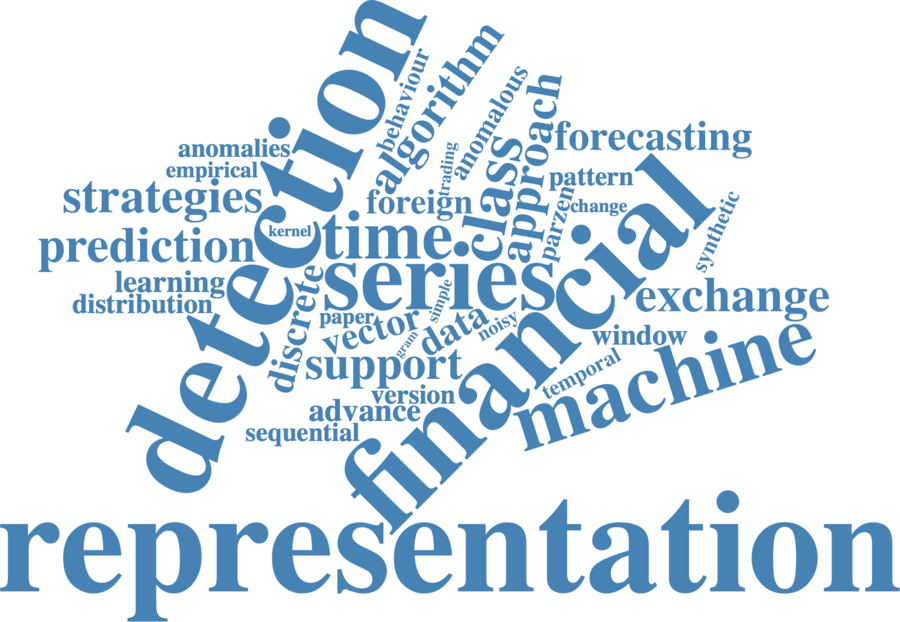 detection
behaviour
algorithm
anomalous
trading
class
approach
forecasting
anomalies
empirical
strategies
foreign
pattern
parzen
change
kernel
time
prediction
series
financial
synthetic
learning
distribution
discrete
simple
exchange
paper
vector
gram
data
noisy
window
support
temporal
machine
version
advance
sequential
representation